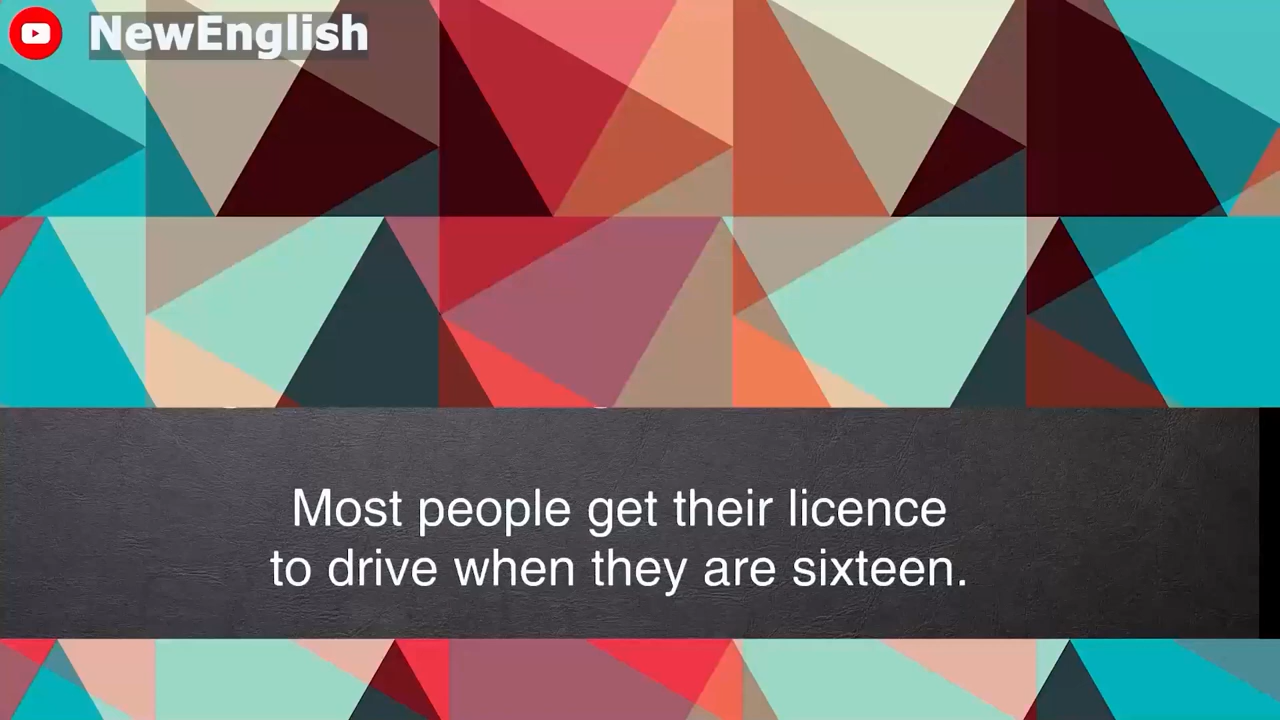 NewEnglish
Most people get their licence
to drive when they are sixteen.